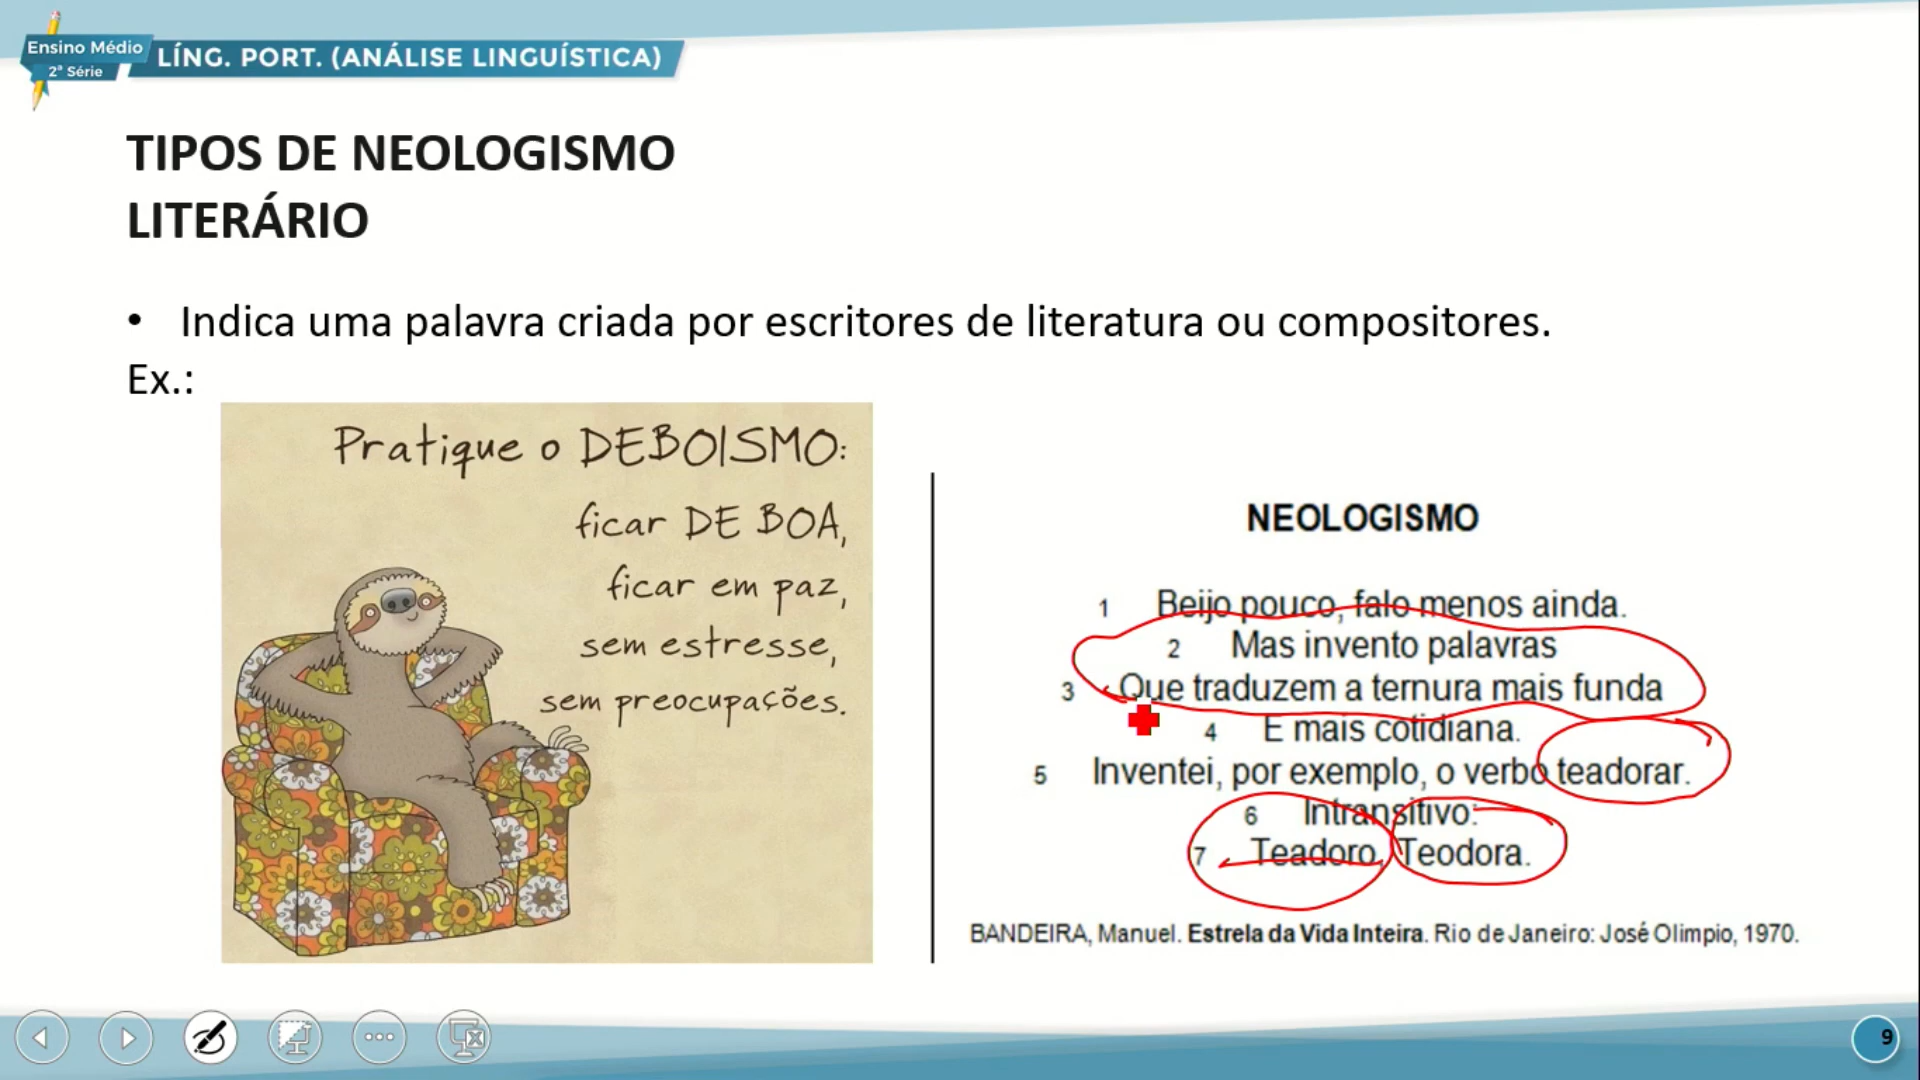 Ensino Médio
2ª Série
LÍNG. PORT. (ANÁLISE LINGUÍSTICA)
TIPOS DE NEOLOGISMO
LITERÁRIO
• Indica uma palavra criada por escritores de literatura ou compositores.
Ex.:
Pratique o DEBOISMO:
ficar DE BOA,
ficar em paz,
sem estresse,
sem preocupações.
NEOLOGISMO
1 Beijo pouco, falo menos ainda.
2 Mas invento palavras
3 Que traduzem a ternura mais funda
4 E mais cotidiana.
5 Inventei, por exemplo, o verbo teadorar.
6 Intransitivo:
7 Teadoro, Teodora.
BANDEIRA, Manuel. Estrela da Vida Inteira. Rio de Janeiro: José Olimpio, 1970.
9